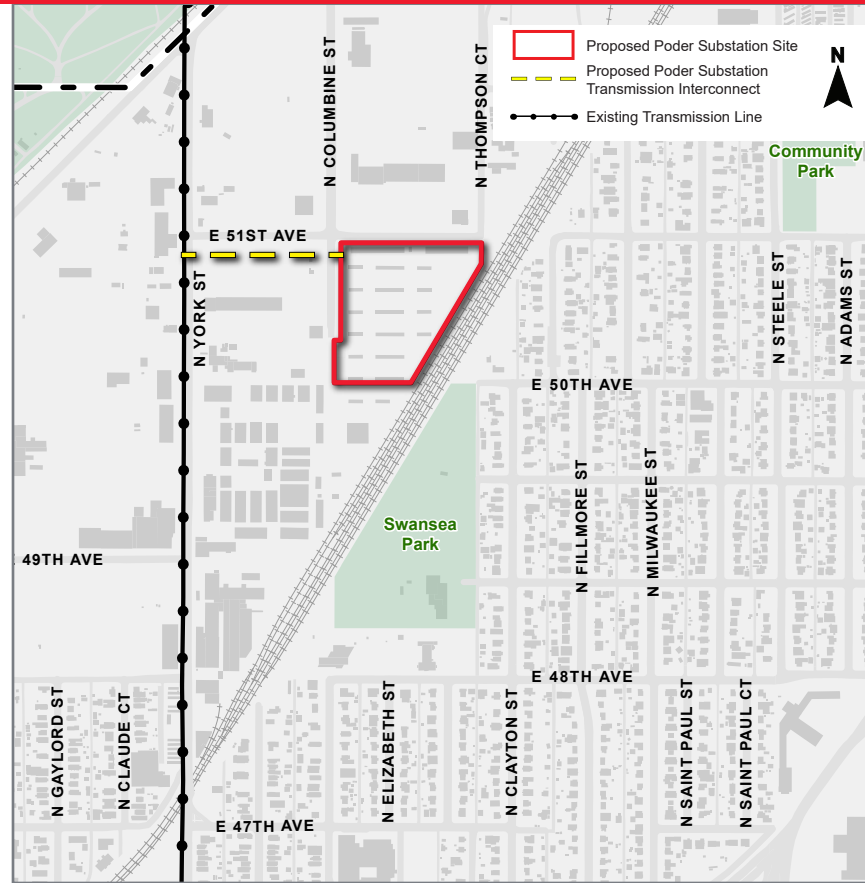 Proposed Poder Substation Site
Proposed Poder Substation
Transmission Interconnect
Existing Transmission Line
N
N COLUMBINE ST
N THOMPSON CT
Community
Park
E 51ST AVE
N YORK ST
N STEELE ST
N ADAMS ST
E 50TH AVE
N FILLMORE ST
N MILWAUKEE ST
Swansea
Park
49TH AVE
E 48TH AVE
N GAYLORD ST
N CLAUDE CT
N ELIZABETH ST
N CLAYTON ST
N SAINT PAUL ST
N SAINT PAUL CT
E 47TH AVE